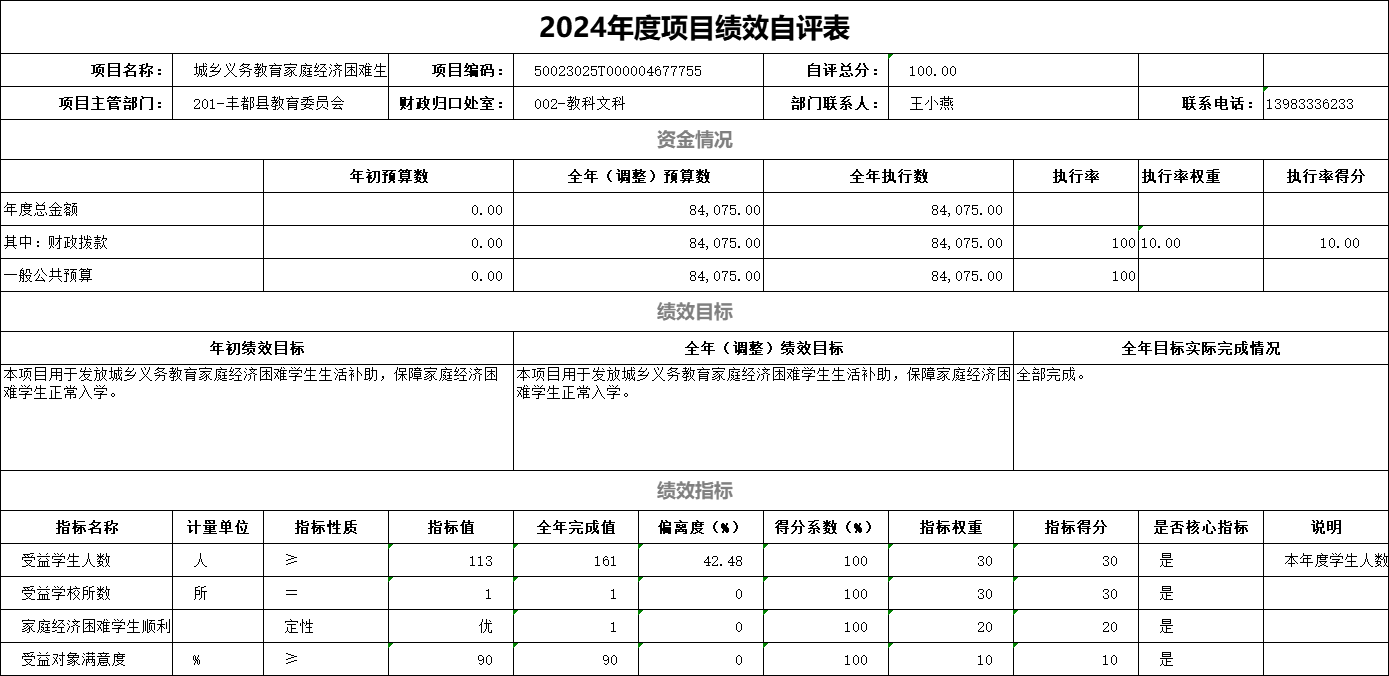 2024年度项目绩效自评表
项目名称： 城乡义务教育家庭经济困难生 项目编码： 50023025T000004677755 自评总分： 100.00
项目主管部门： 201-丰都县教育委员会 财政归口处室： 002-教科文科 部门联系人： 王小燕 联系电话： 13983336233
资金情况
年初预算数 全年（调整）预算数 全年执行数 执行率 执行率权重 执行率得分
年度总金额 0.00 84,075.00 84,075.00
其中：财政拨款 0.00 84,075.00 84,075.00 100 10.00 10.00
一般公共预算 0.00 84,075.00 84,075.00 100
绩效目标
年初绩效目标 全年（调整）绩效目标 全年目标实际完成情况
本项目用于发放城乡义务教育家庭经济困难学生生活补助，保障家庭经济困
难学生正常入学。
本项目用于发放城乡义务教育家庭经济困难学生生活补助，保障家庭经济困
难学生正常入学。
全部完成。
绩效指标
指标名称 计量单位 指标性质 指标值 全年完成值 偏离度（%） 得分系数（%） 指标权重 指标得分 是否核心指标 说明
受益学生人数 人 ≥ 113 161 42.48 100 30 30 是 本年度学生人数
受益学校所数 所 ＝ 1 1 0 100 30 30 是
家庭经济困难学生顺利 定性 优 1 0 100 20 20 是
受益对象满意度 % ≥ 90 90 0 100 10 10 是